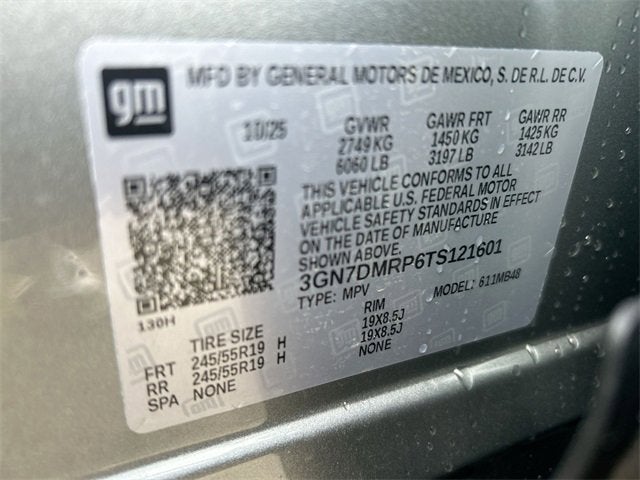 gm
MFD BY GENERAL MOTORS DE MEXICO, S. DE R.L. DE C.V.
10/25 GVWR GAWR FRT GAWR RR
2749 KG 1450 KG 1425 KG
6060 LB 3197 LB 3142 LB
THIS VEHICLE CONFORMS TO ALL
APPLICABLE U.S. FEDERAL MOTOR
VEHICLE SAFETY STANDARDS IN EFFECT
ON THE DATE OF MANUFACTURE
SHOWN ABOVE.
3GN7DMRP6TS121601
TYPE: MPV MODEL: 611MB48
130H
TIRE SIZE RIM
FRT 245/55R19 H 19X8.5J
RR 245/55R19 H 19X8.5J
SPA NONE NONE